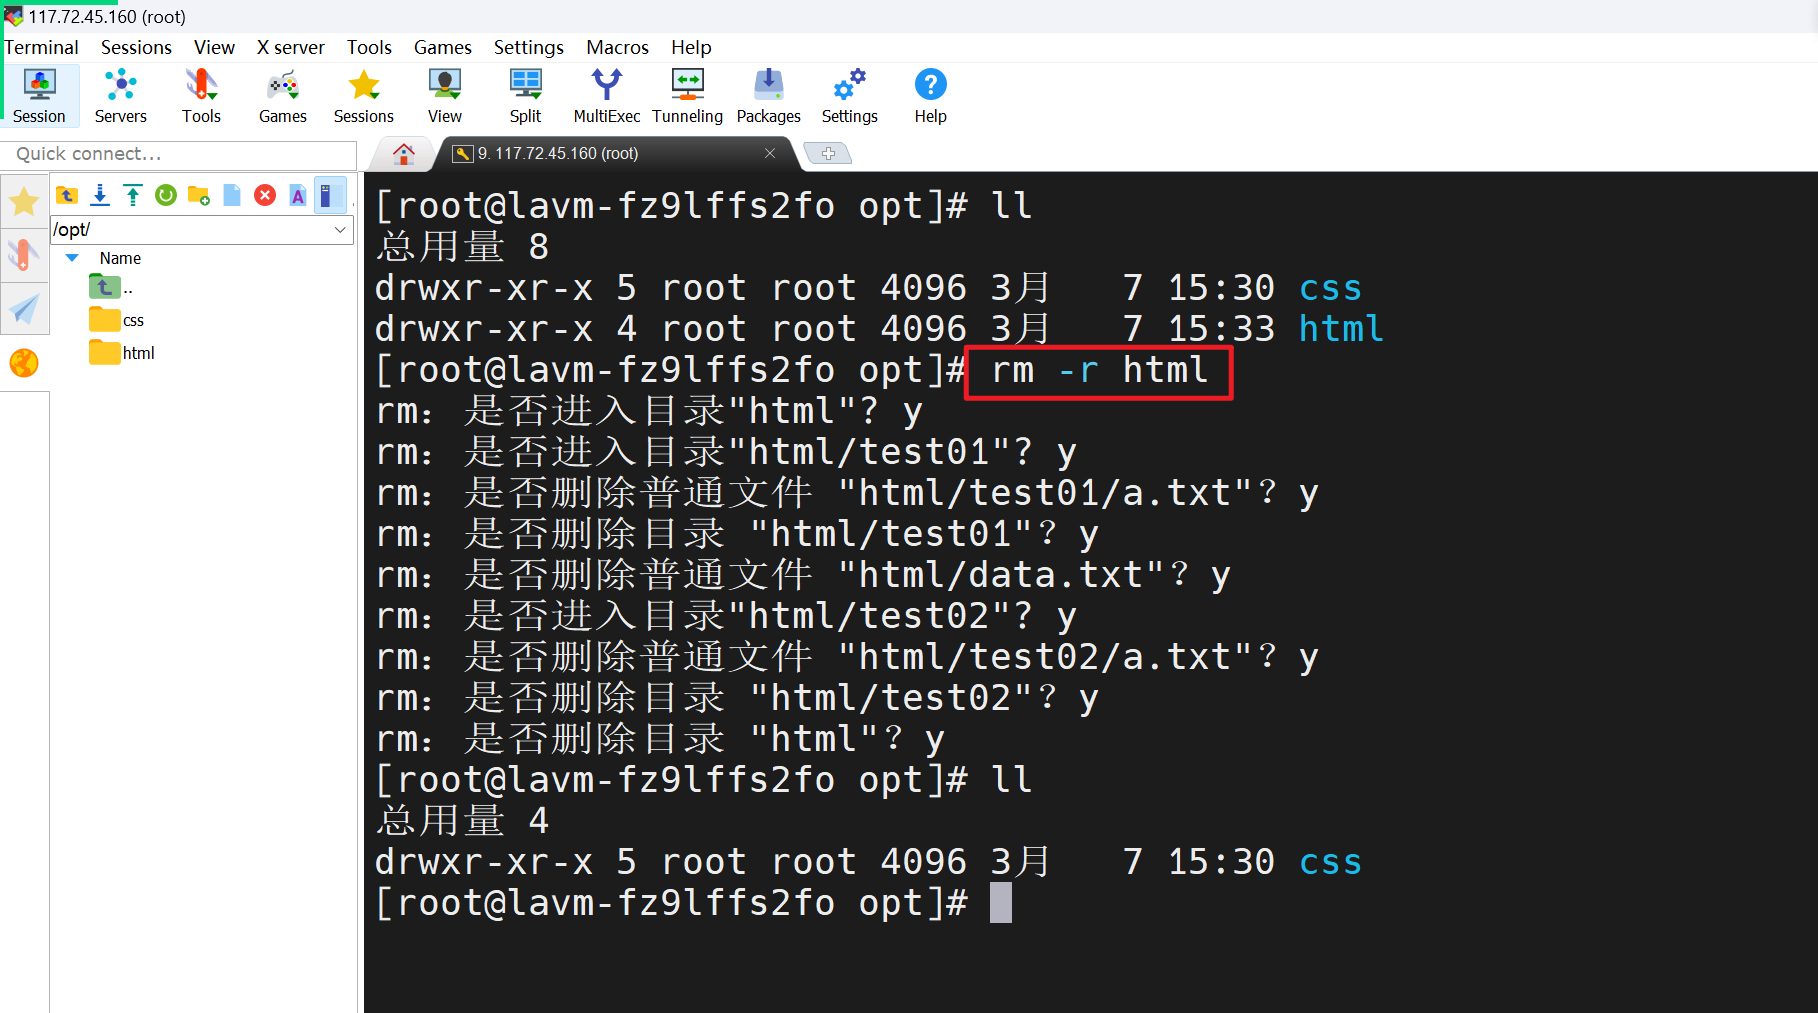 117.72.45.160 (root)
Terminal Sessions View X server Tools Games Settings Macros Help
Session Servers Tools Games Sessions View Split MultiExec Tunneling Packages Settings Help
Quick connect...
9. 117.72.45.160 (root)
/opt/
Name
..
css
html
[root@lavm-fz9lffs2fo opt]# ll
总用量 8
drwxr-xr-x 5 root root 4096 3月   7 15:30 css
drwxr-xr-x 4 root root 4096 3月   7 15:33 html
[root@lavm-fz9lffs2fo opt]# rm -r html
rm：是否进入目录"html"? y
rm：是否进入目录"html/test01"? y
rm：是否删除普通文件 "html/test01/a.txt"？y
rm：是否删除目录 "html/test01"？y
rm：是否删除普通文件 "html/data.txt"？y
rm：是否进入目录"html/test02"? y
rm：是否删除普通文件 "html/test02/a.txt"？y
rm：是否删除目录 "html/test02"？y
rm：是否删除目录 "html"？y
[root@lavm-fz9lffs2fo opt]# ll
总用量 4
drwxr-xr-x 5 root root 4096 3月   7 15:30 css
[root@lavm-fz9lffs2fo opt]#